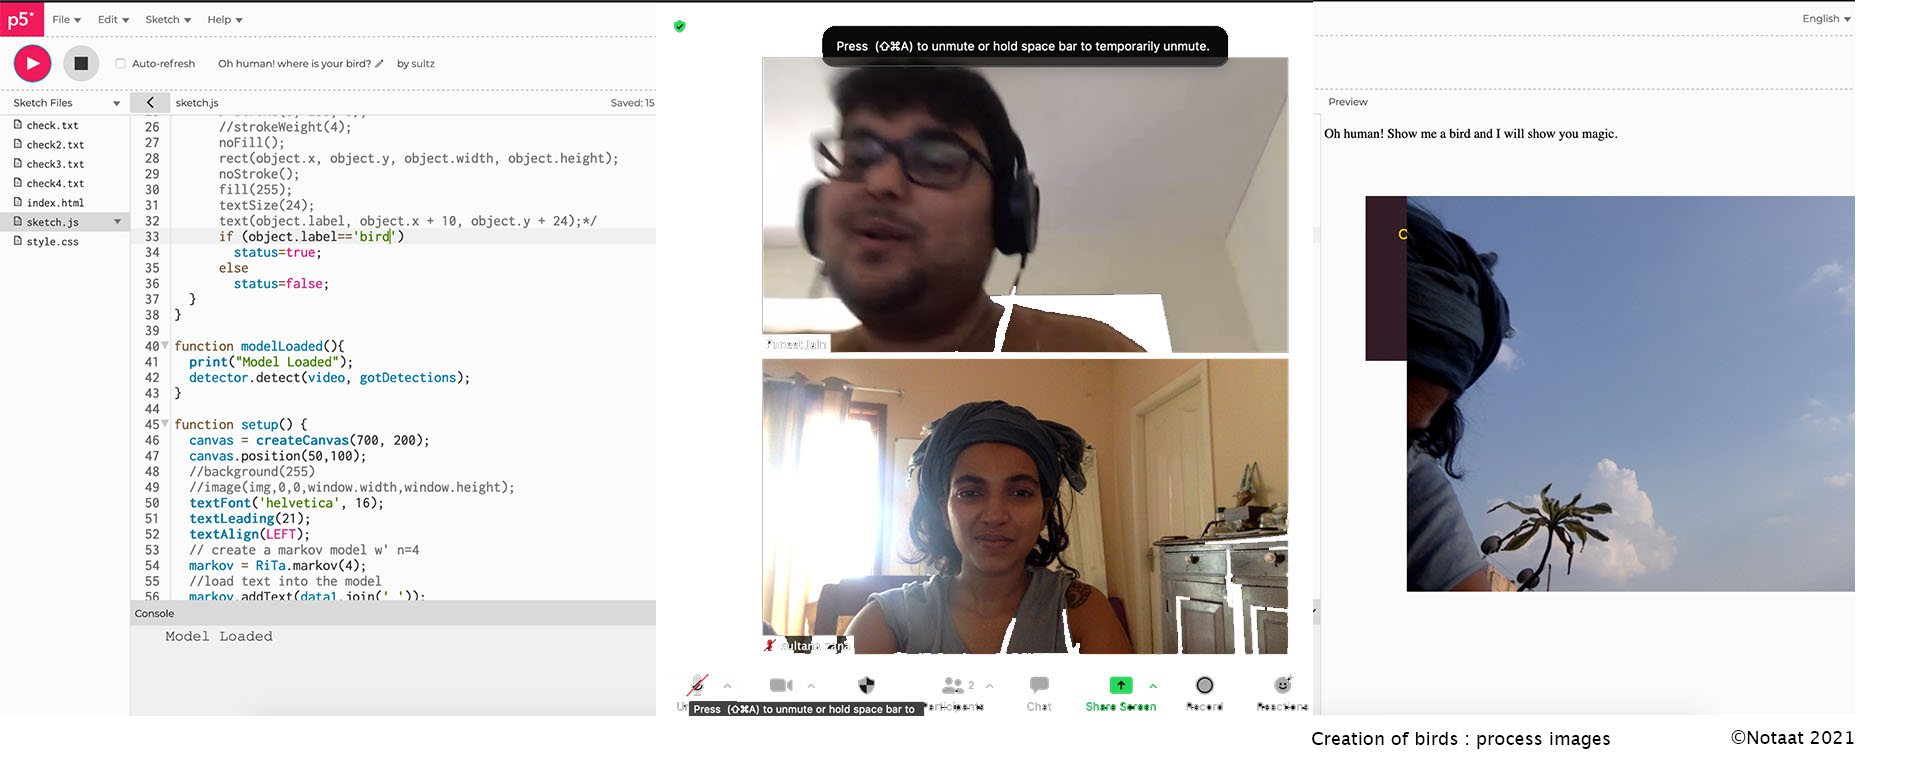 p5*
File Edit Sketch Help
English
Auto-refresh Oh human! where is your bird? by sultz
Sketch Files
sketch.js Saved: 15
check.txt
check2.txt
check3.txt
check4.txt
index.html
sketch.js
style.css
26 //strokeWeight(4);
27 noFill();
28 rect(object.x, object.y, object.width, object.height);
29 noStroke();
30 fill(255);
31 textSize(24);
32 text(object.label, object.x + 10, object.y + 24);*/
33 if (object.label=='bird')
34 status=true;
35 else
36 status=false;
37 }
38 }
39
40 function modelLoaded(){
41 print("Model Loaded");
42 detector.detect(video, gotDetections);
43 }
44
45 function setup() {
46 canvas = createCanvas(700, 200);
47 canvas.position(50,100);
48 //background(255)
49 //image(img,0,0,window.width,window.height);
50 textFont('helvetica', 16);
51 textLeading(21);
52 textAlign(LEFT);
53 // create a markov model w' n=4
54 markov = RiTa.markov(4);
55 //load text into the model
56 markov.addText(data1.join(' '));
Console
Model Loaded
Press (⇧⌘A) to unmute or hold space bar to temporarily unmute.
Puneet Jain
sultana zana
2
Participants Chat Share Screen Record Reactions
Press (⇧⌘A) to unmute or hold space bar to
Preview
Oh human! Show me a bird and I will show you magic.
Creation of birds : process images
©Notaat 2021